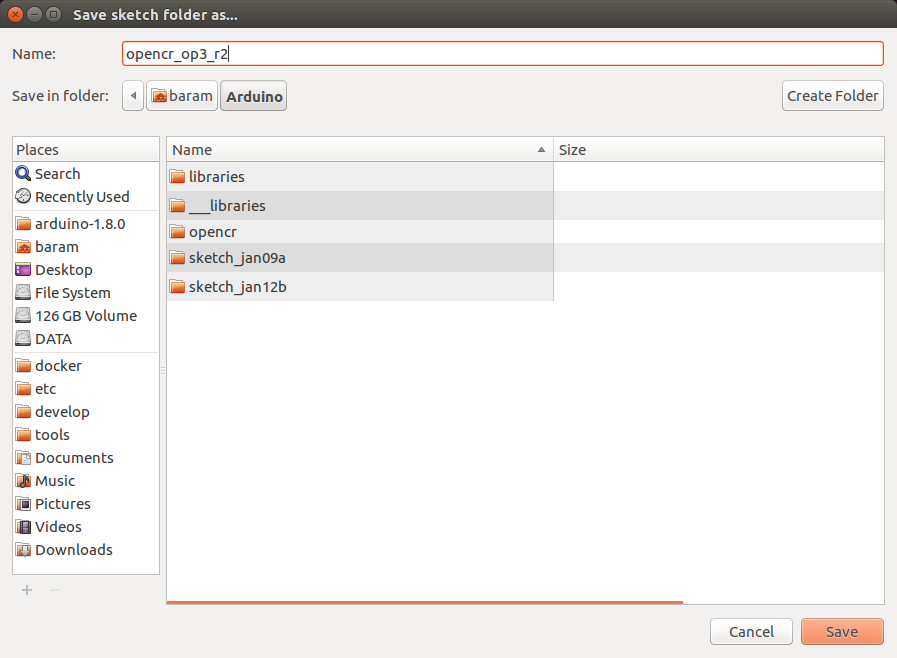 Save sketch folder as...
Name: opencr_op3_r2
Save in folder: baram Arduino Create Folder
Places
Search
Recently Used
arduino-1.8.0
baram
Desktop
File System
126 GB Volume
DATA
docker
etc
develop
tools
Documents
Music
Pictures
Videos
Downloads
Name Size
libraries
___libraries
opencr
sketch_jan09a
sketch_jan12b
Cancel Save